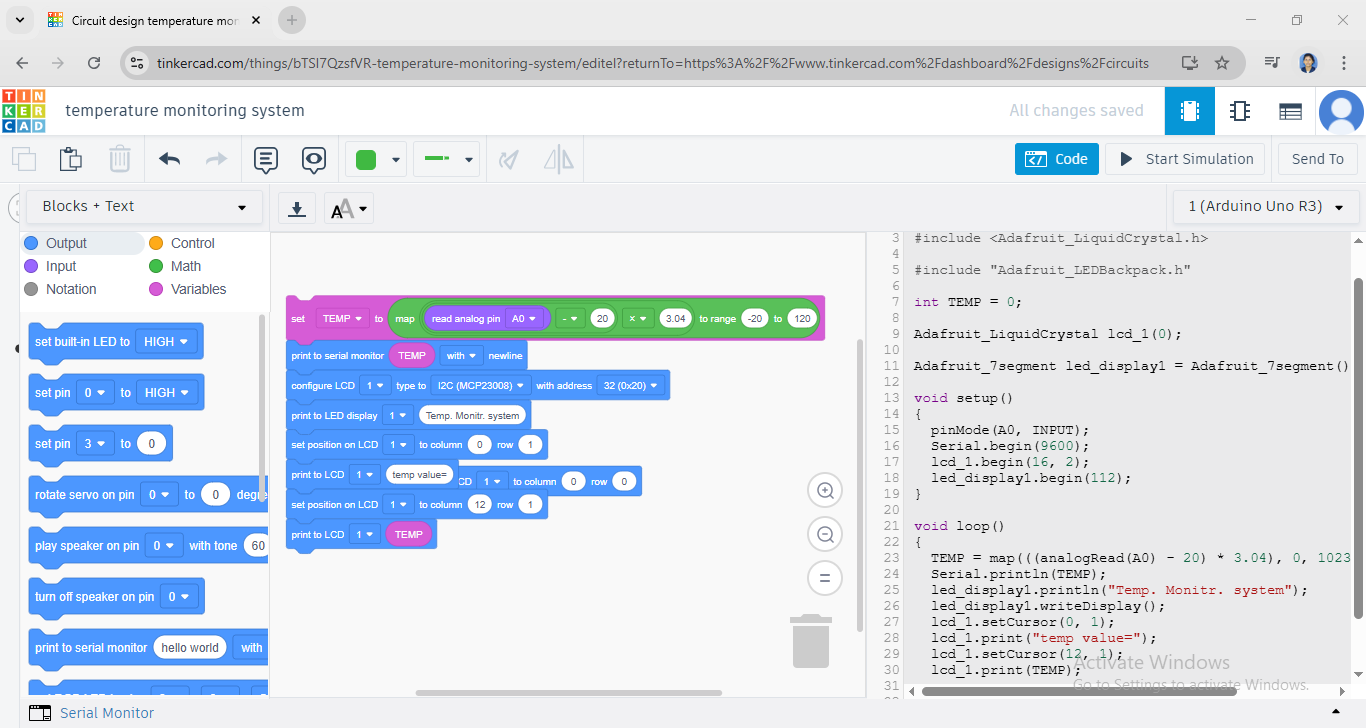 Circuit design temperature mo
tinkercad.com/things/bTSI7QzsfVR-temperature-monitoring-system/editel?returnTo=https%3A%2F%2Fwww.tinkercad.com%2Fdashboard%2Fdesigns%2Fcircuits
TIN
KER
CAD
temperature monitoring system
All changes saved
Code
Start Simulation
Send To
Blocks + Text
AA
1 (Arduino Uno R3)
Output
Control
Input
Math
Notation
Variables
set built-in LED to HIGH
set pin 0 to HIGH
set pin 3 to 0
rotate servo on pin 0 to 0
play speaker on pin 0 with tone 60
turn off speaker on pin 0
print to serial monitor hello world with
set TEMP to map read analog pin A0 - 20 x 3.04 to range -20 to 120
print to serial monitor TEMP with newline
configure LCD 1 type to I2C (MCP23008) with address 32 (0x20)
print to LED display 1 Temp. Monitr. system
set position on LCD 1 to column 0 row 1
print to LCD 1 temp value=
CD 1 to column 0 row 0
set position on LCD 1 to column 12 row 1
print to LCD 1 TEMP
3 #include <Adafruit_LiquidCrystal.h>
4
5 #include "Adafruit_LEDBackpack.h"
6
7 int TEMP = 0;
8
9 Adafruit_LiquidCrystal lcd_1(0);
10
11 Adafruit_7segment led_display1 = Adafruit_7segment()
12
13 void setup()
14 {
15 pinMode(A0, INPUT);
16 Serial.begin(9600);
17 lcd_1.begin(16, 2);
18 led_display1.begin(112);
19 }
20
21 void loop()
22 {
23 TEMP = map(((analogRead(A0) - 20) * 3.04), 0, 1023
24 Serial.println(TEMP);
25 led_display1.println("Temp. Monitr. system");
26 led_display1.writeDisplay();
27 lcd_1.setCursor(0, 1);
28 lcd_1.print("temp value=");
29 lcd_1.setCursor(12, 1);
30 lcd_1.print(TEMP);
31
Activate Windows
Go to Settings to activate Windows.
Serial Monitor